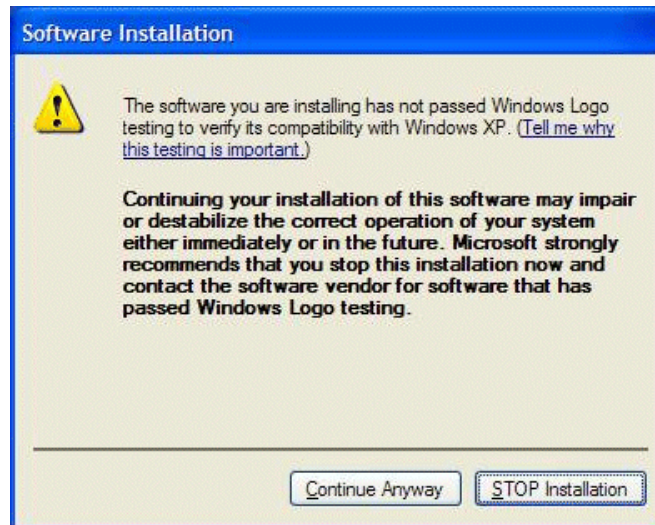 Software Installation
The software you are installing has not passed Windows Logo
testing to verify its compatibility with Windows XP. (Tell me why
this testing is important.)
Continuing your installation of this software may impair
or destabilize the correct operation of your system
either immediately or in the future. Microsoft strongly
recommends that you stop this installation now and
contact the software vendor for software that has
passed Windows Logo testing.
Continue Anyway
STOP Installation